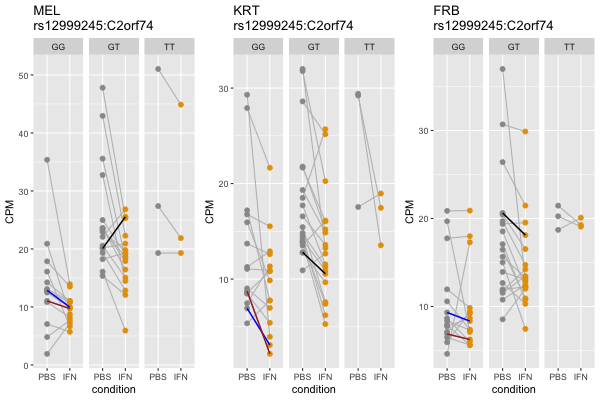 MEL
rs12999245:C2orf74
GG GT TT
CPM
50
40
30
20
10
0
PBS IFN PBS IFN PBS IFN
condition
KRT
rs12999245:C2orf74
GG GT TT
CPM
30
20
10
PBS IFN PBS IFN PBS IFN
condition
FRB
rs12999245:C2orf74
GG GT TT
CPM
30
20
10
PBS IFN PBS IFN PBS IFN
condition